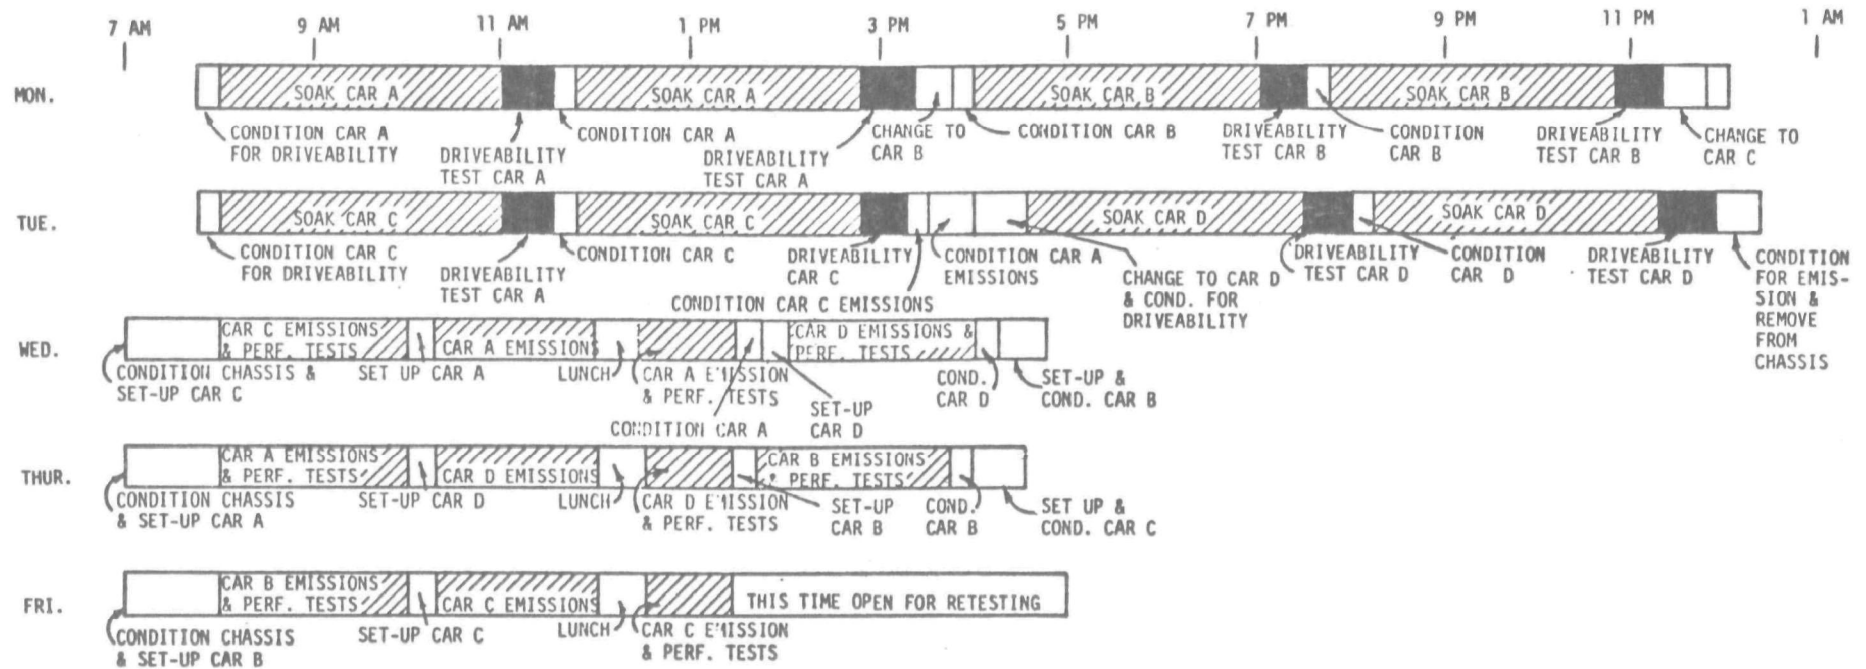 7 AM 9 AM 11 AM 1 PM 3 PM 5 PM 7 PM 9 PM 11 PM 1 AM
MON.
SOAK CAR A
SOAK CAR A
SOAK CAR B
SOAK CAR B
CONDITION CAR A
FOR DRIVEABILITY
DRIVEABILITY
TEST CAR A
CONDITION CAR A
DRIVEABILITY
TEST CAR A
CHANGE TO
CAR B
CONDITION CAR B
DRIVEABILITY
TEST CAR B
CONDITION
CAR B
DRIVEABILITY
TEST CAR B
CHANGE TO
CAR C
TUE.
SOAK CAR C
SOAK CAR C
SOAK CAR D
SOAK CAR D
CONDITION CAR C
FOR DRIVEABILITY
DRIVEABILITY
TEST CAR A
CONDITION CAR C
DRIVEABILITY
CAR C
CONDITION CAR C EMISSIONS
CONDITION CAR A
EMISSIONS
CHANGE TO CAR D
& COND. FOR
DRIVEABILITY
DRIVEABILITY
TEST CAR D
CONDITION
CAR D
DRIVEABILITY
TEST CAR D
CONDITION
FOR EMIS-
SION &
REMOVE
FROM
CHASSIS
WED.
CAR C EMISSIONS
& PERF. TESTS
CAR A EMISSIONS
CAR D EMISSIONS &
PERF. TESTS
CONDITION CHASSIS &
SET-UP CAR C
SET UP CAR A
LUNCH
CAR A EMISSION
& PERF. TESTS
CONDITION CAR A
SET-UP
CAR D
COND.
CAR D
SET-UP &
COND. CAR B
THUR.
CAR A EMISSIONS
& PERF. TESTS
CAR D EMISSIONS
CAR B EMISSIONS
& PERF. TESTS
CONDITION CHASSIS
& SET-UP CAR A
SET-UP CAR D
LUNCH
CAR D EMISSION
& PERF. TESTS
SET-UP
CAR B
COND.
CAR B
SET UP &
COND. CAR C
FRI.
CAR B EMISSIONS
& PERF. TESTS
CAR C EMISSIONS
THIS TIME OPEN FOR RETESTING
CONDITION CHASSIS
& SET-UP CAR B
SET-UP CAR C
LUNCH
CAR C EMISSION
& PERF. TESTS